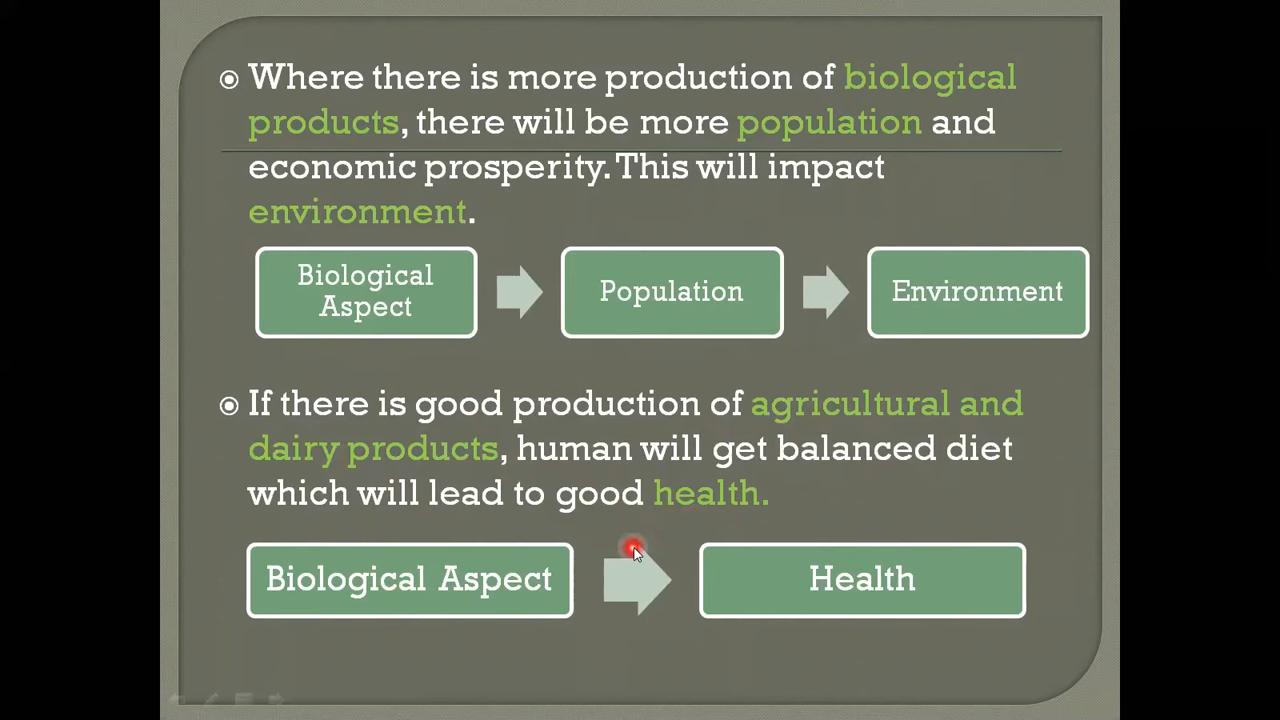 Where there is more production of biological
products, there will be more population and
economic prosperity. This will impact
environment.
Biological
Aspect
Population
Environment
If there is good production of agricultural and
dairy products, human will get balanced diet
which will lead to good health.
Biological Aspect
Health